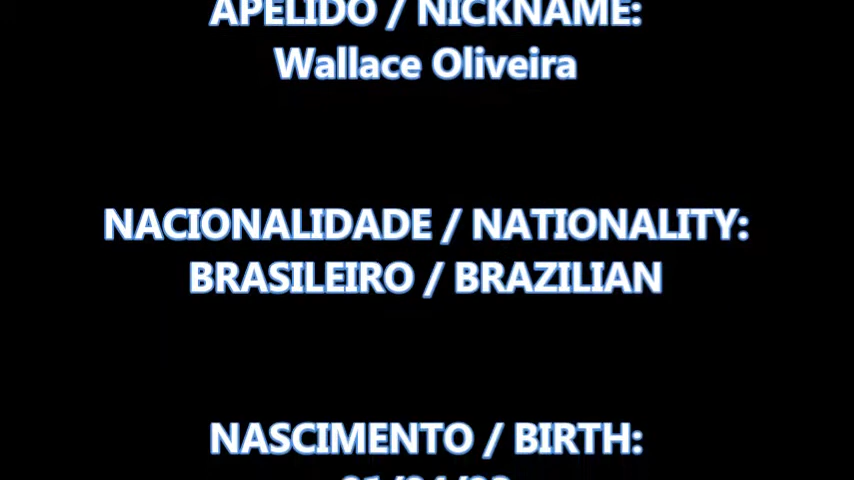 APELIDO / NICKNAME:
Wallace Oliveira
NACIONALIDADE / NATIONALITY:
BRASILEIRO / BRAZILIAN
NASCIMENTO / BIRTH: